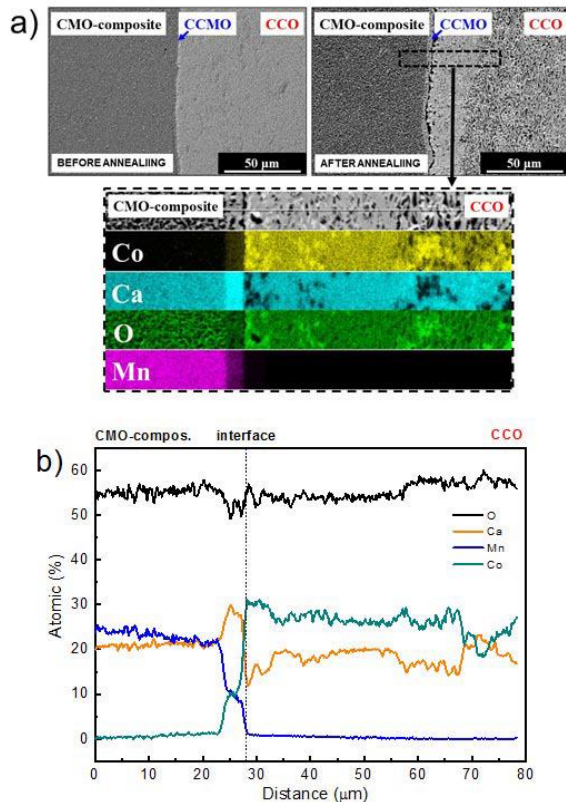 a)
CMO-composite CCMO CCO
BEFORE ANNEALIING
50 µm
CMO-composite CCMO CCO
AFTER ANNEALIING
50 µm
CMO-composite CCO
Co
Ca
O
Mn
b)
CMO-compos. interface CCO
60
50
40
30
20
10
0
Atomic (%)
O
Ca
Mn
Co
0 10 20 30 40 50 60 70 80
Distance (µm)